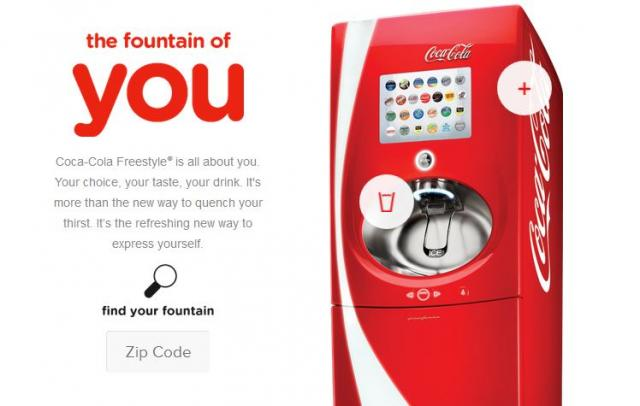 the fountain of
you
Coca-Cola Freestyle® is all about you.
Your choice, your taste, your drink. It's
more than the new way to quench your
thirst. It's the refreshing new way to
express yourself.
find your fountain
Zip Code
Coca-Cola
+
Coca-Cola
ICE